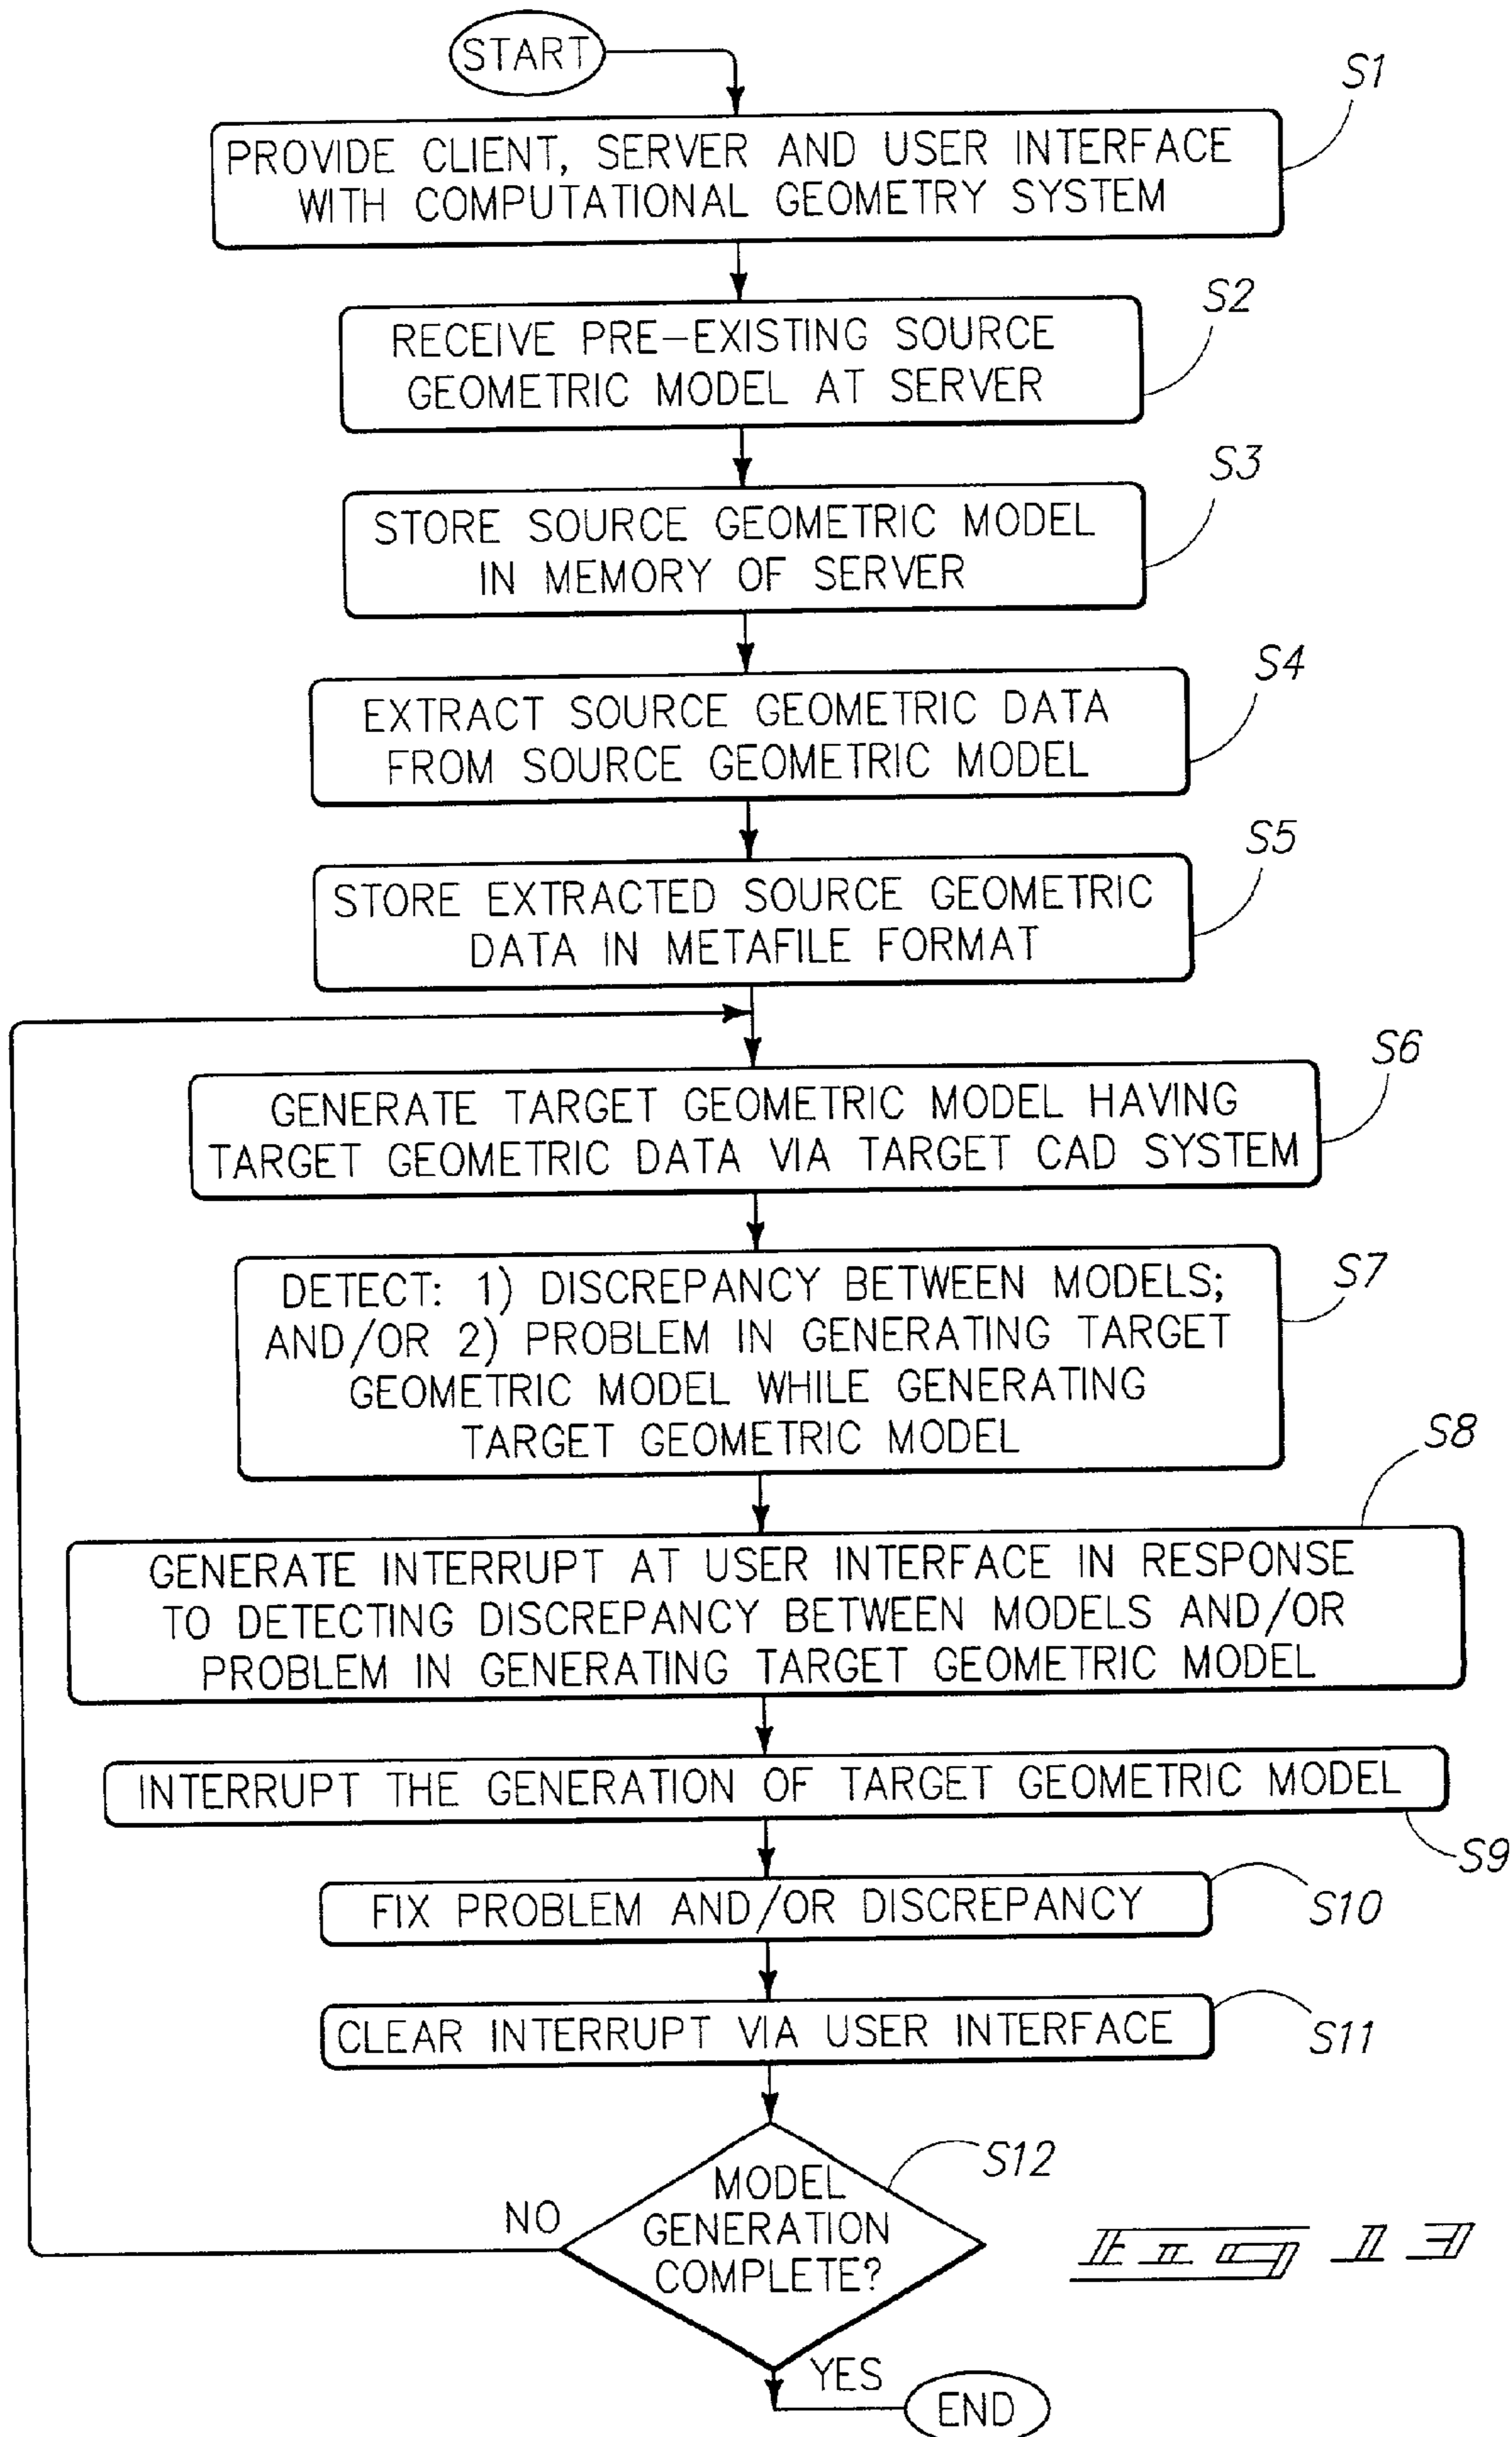 START
S1
PROVIDE CLIENT, SERVER AND USER INTERFACE
WITH COMPUTATIONAL GEOMETRY SYSTEM
S2
RECEIVE PRE-EXISTING SOURCE
GEOMETRIC MODEL AT SERVER
S3
STORE SOURCE GEOMETRIC MODEL
IN MEMORY OF SERVER
S4
EXTRACT SOURCE GEOMETRIC DATA
FROM SOURCE GEOMETRIC MODEL
S5
STORE EXTRACTED SOURCE GEOMETRIC
DATA IN METAFILE FORMAT
S6
GENERATE TARGET GEOMETRIC MODEL HAVING
TARGET GEOMETRIC DATA VIA TARGET CAD SYSTEM
S7
DETECT: 1) DISCREPANCY BETWEEN MODELS;
AND/OR 2) PROBLEM IN GENERATING TARGET
GEOMETRIC MODEL WHILE GENERATING
TARGET GEOMETRIC MODEL
S8
GENERATE INTERRUPT AT USER INTERFACE IN RESPONSE
TO DETECTING DISCREPANCY BETWEEN MODELS AND/OR
PROBLEM IN GENERATING TARGET GEOMETRIC MODEL
INTERRUPT THE GENERATION OF TARGET GEOMETRIC MODEL
S9
FIX PROBLEM AND/OR DISCREPANCY
S10
CLEAR INTERRUPT VIA USER INTERFACE
S11
S12
MODEL
GENERATION
COMPLETE?
NO
YES
END
Fig 13